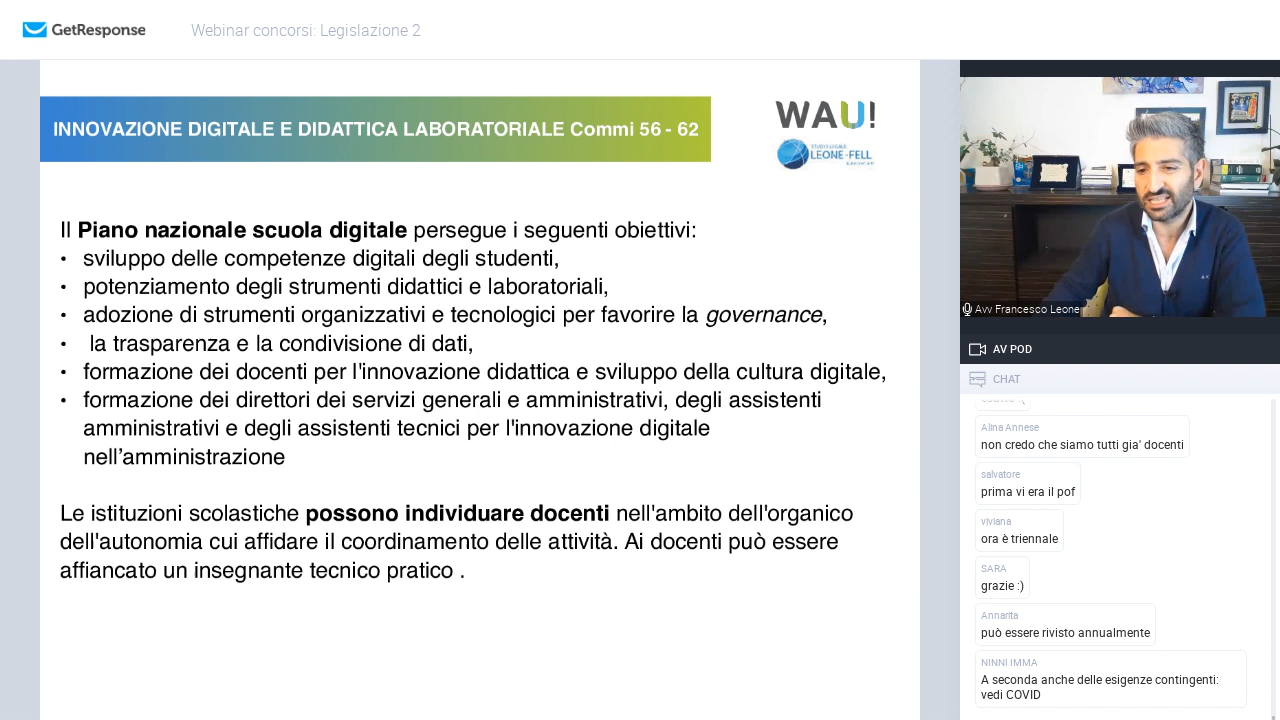 GetResponse
Webinar concorsi: Legislazione 2
INNOVAZIONE DIGITALE E DIDATTICA LABORATORIALE Commi 56 - 62
WAU!
STUDIO LEGALE
LEONE-FELL
Il Piano nazionale scuola digitale persegue i seguenti obiettivi:
• sviluppo delle competenze digitali degli studenti,
• potenziamento degli strumenti didattici e laboratoriali,
• adozione di strumenti organizzativi e tecnologici per favorire la governance,
• la trasparenza e la condivisione di dati,
• formazione dei docenti per l'innovazione didattica e sviluppo della cultura digitale,
• formazione dei direttori dei servizi generali e amministrativi, degli assistenti
amministrativi e degli assistenti tecnici per l'innovazione digitale
nell’amministrazione
Le istituzioni scolastiche possono individuare docenti nell'ambito dell'organico
dell'autonomia cui affidare il coordinamento delle attività. Ai docenti può essere
affiancato un insegnante tecnico pratico .
Avv Francesco Leone
AV POD
CHAT
Alina Annese
non credo che siamo tutti gia' docenti
salvatore
prima vi era il pof
viviana
ora è triennale
SARA
grazie :)
Annarita
può essere rivisto annualmente
NINNI IMMA
A seconda anche delle esigenze contingenti:
vedi COVID